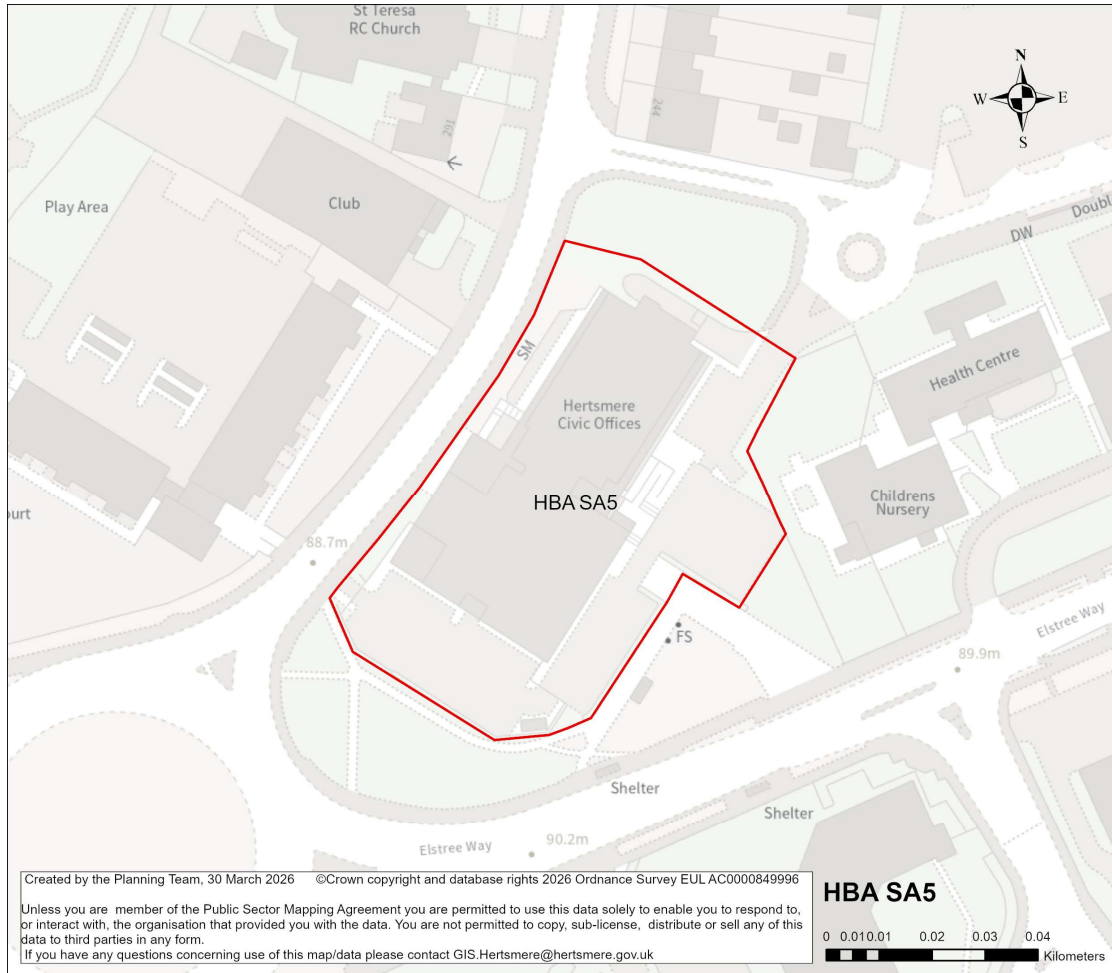 St Teresa
RC Church
N
W
E
S
244
261
Play Area
Club
Doubl
DW
SM
Health Centre
Hertsmere
Civic Offices
HBA SA5
Childrens
Nursery
ourt
88.7m
Elstree Way
FS
89.9m
Shelter
Shelter
Elstree Way
90.2m
Created by the Planning Team, 30 March 2026 ©Crown copyright and database rights 2026 Ordnance Survey EUL AC0000849996
Unless you are member of the Public Sector Mapping Agreement you are permitted to use this data solely to enable you to respond to,
or interact with, the organisation that provided you with the data. You are not permitted to copy, sub-license, distribute or sell any of this
data to third parties in any form.
If you have any questions concerning use of this map/data please contact GIS.Hertsmere@hertsmere.gov.uk
HBA SA5
0 0.010.01 0.02 0.03 0.04
Kilometers